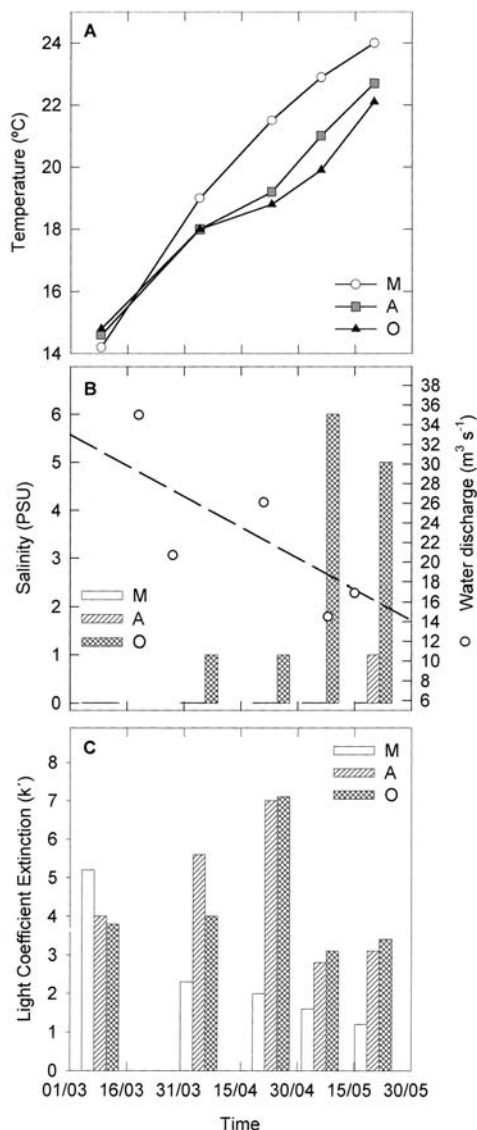 A
24
22
20
18
16
14
Temperature (ºC)
M
A
O
B
6
5
4
3
2
1
0
Salinity (PSU)
38
36
34
32
30
28
26
24
22
20
18
16
14
12
10
8
6
O Water discharge (m³ s⁻¹)
M
A
O
C
8
7
6
5
4
3
2
1
0
Light Coefficient Extinction (k´)
M
A
O
01/03 16/03 31/03 15/04 30/04 15/05 30/05
Time